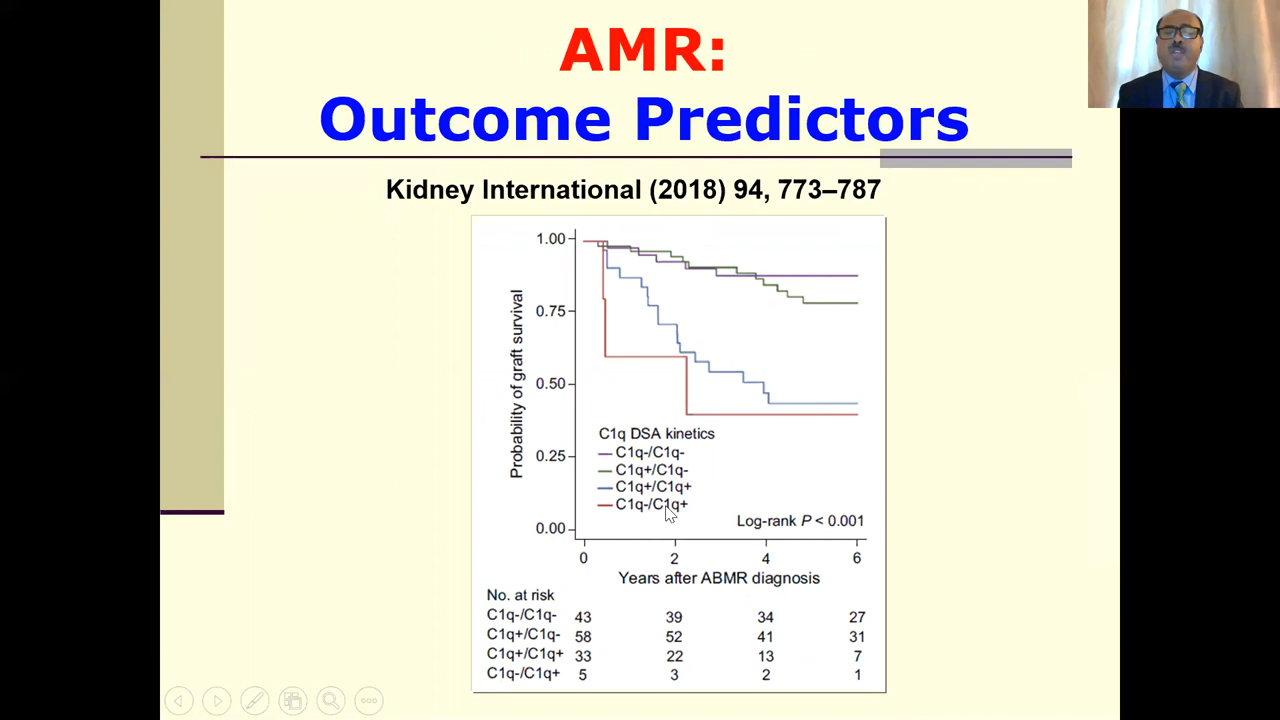 AMR:
Outcome Predictors
Kidney International (2018) 94, 773–787
1.00
0.75
0.50
0.25
0.00
Probability of graft survival
C1q DSA kinetics
C1q-/C1q-
C1q+/C1q-
C1q+/C1q+
C1q-/C1q+
Log-rank P < 0.001
0 2 4 6
Years after ABMR diagnosis
No. at risk
C1q-/C1q- 43 39 34 27
C1q+/C1q- 58 52 41 31
C1q+/C1q+ 33 22 13 7
C1q-/C1q+ 5 3 2 1